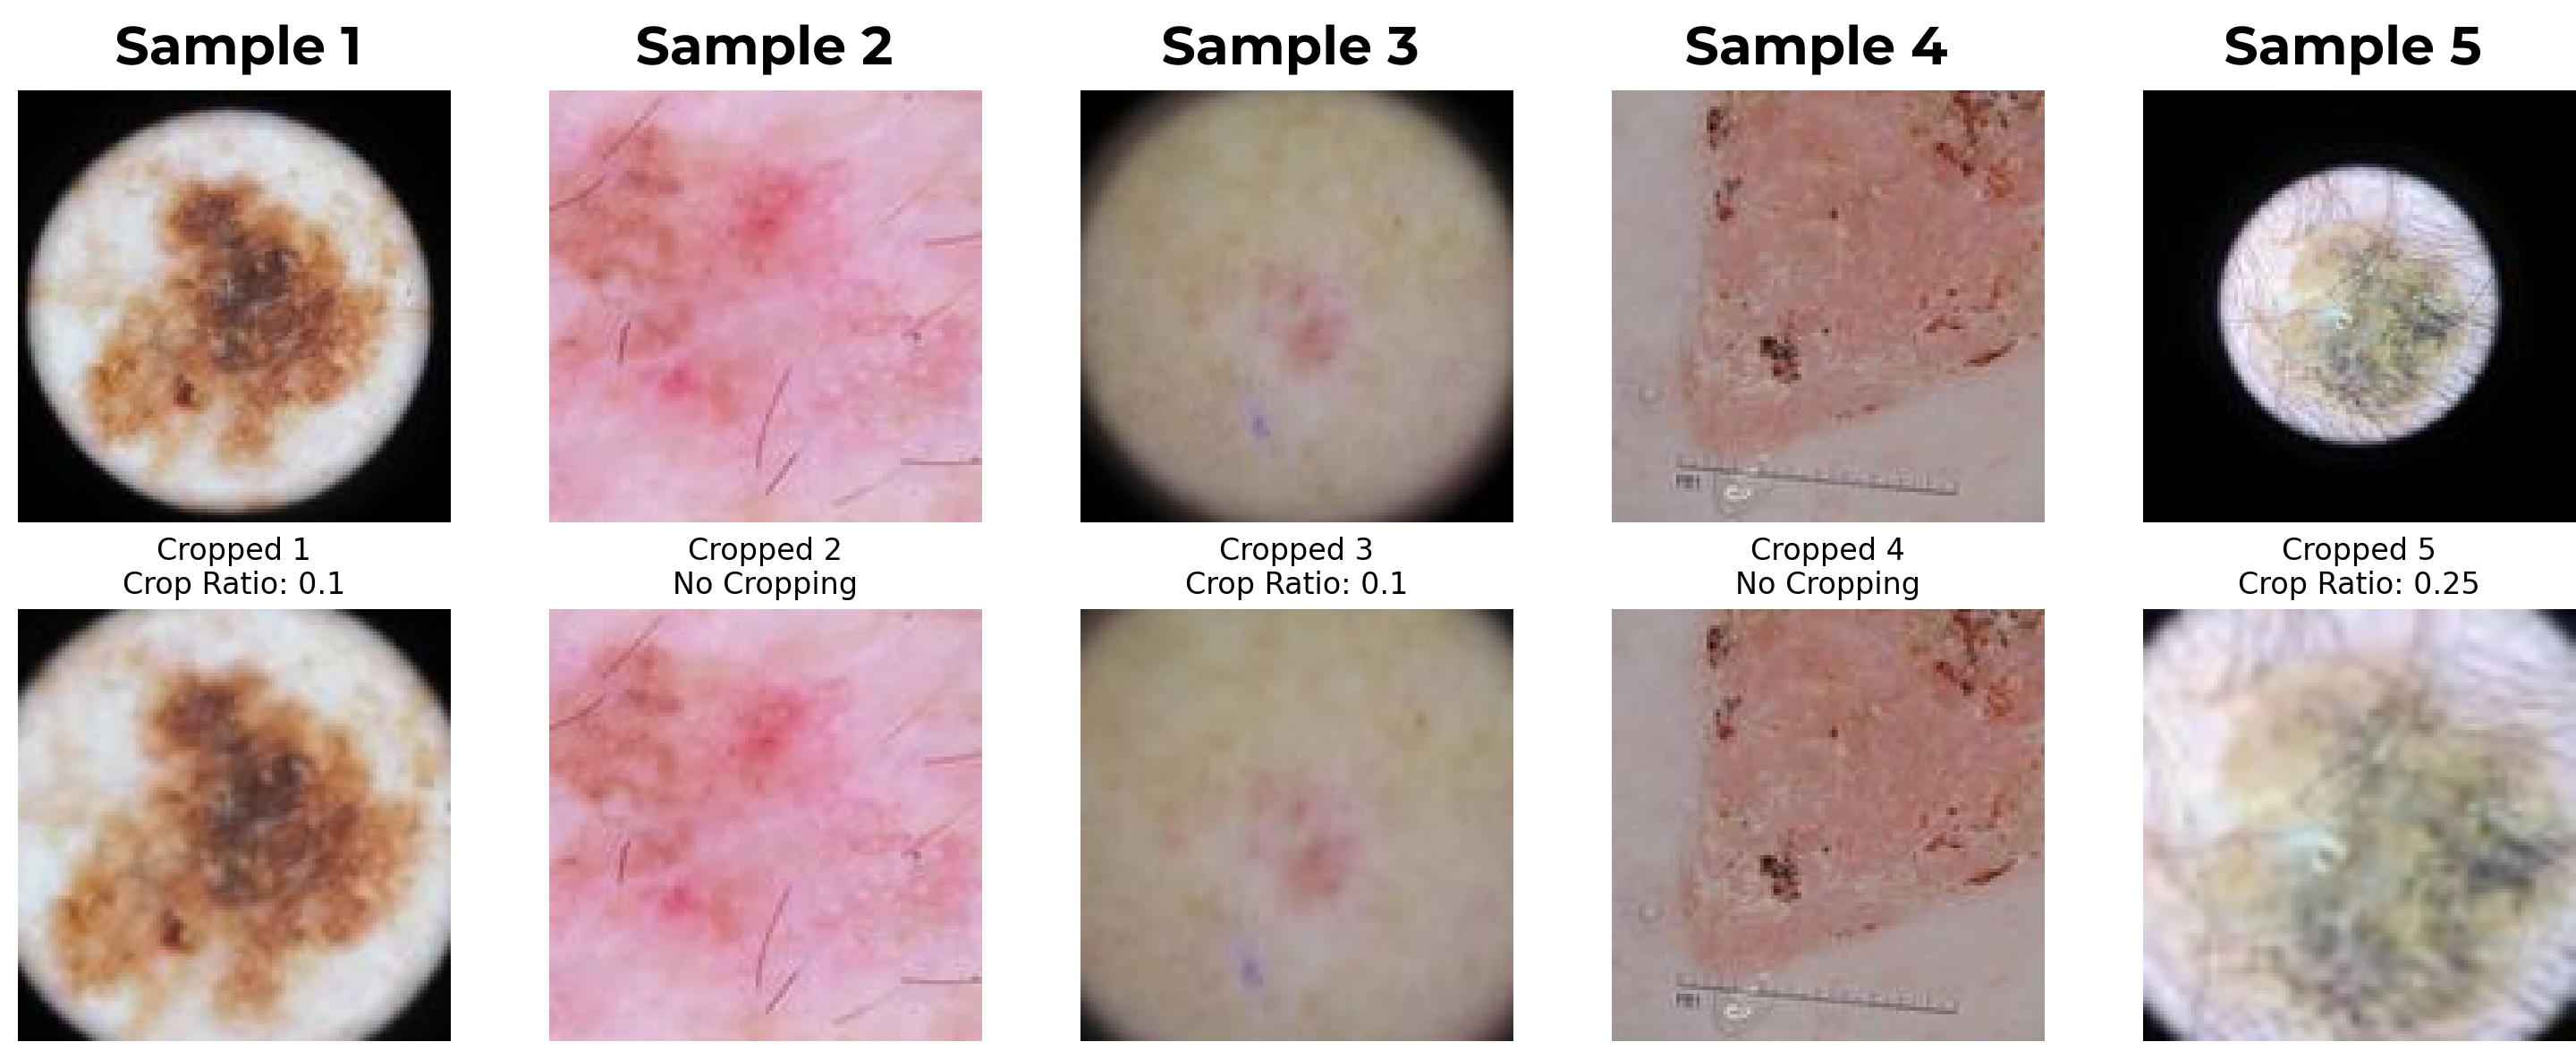 Sample 1
Sample 2
Sample 3
Sample 4
Sample 5
Cropped 1
Crop Ratio: 0.1
Cropped 2
No Cropping
Cropped 3
Crop Ratio: 0.1
Cropped 4
No Cropping
Cropped 5
Crop Ratio: 0.25